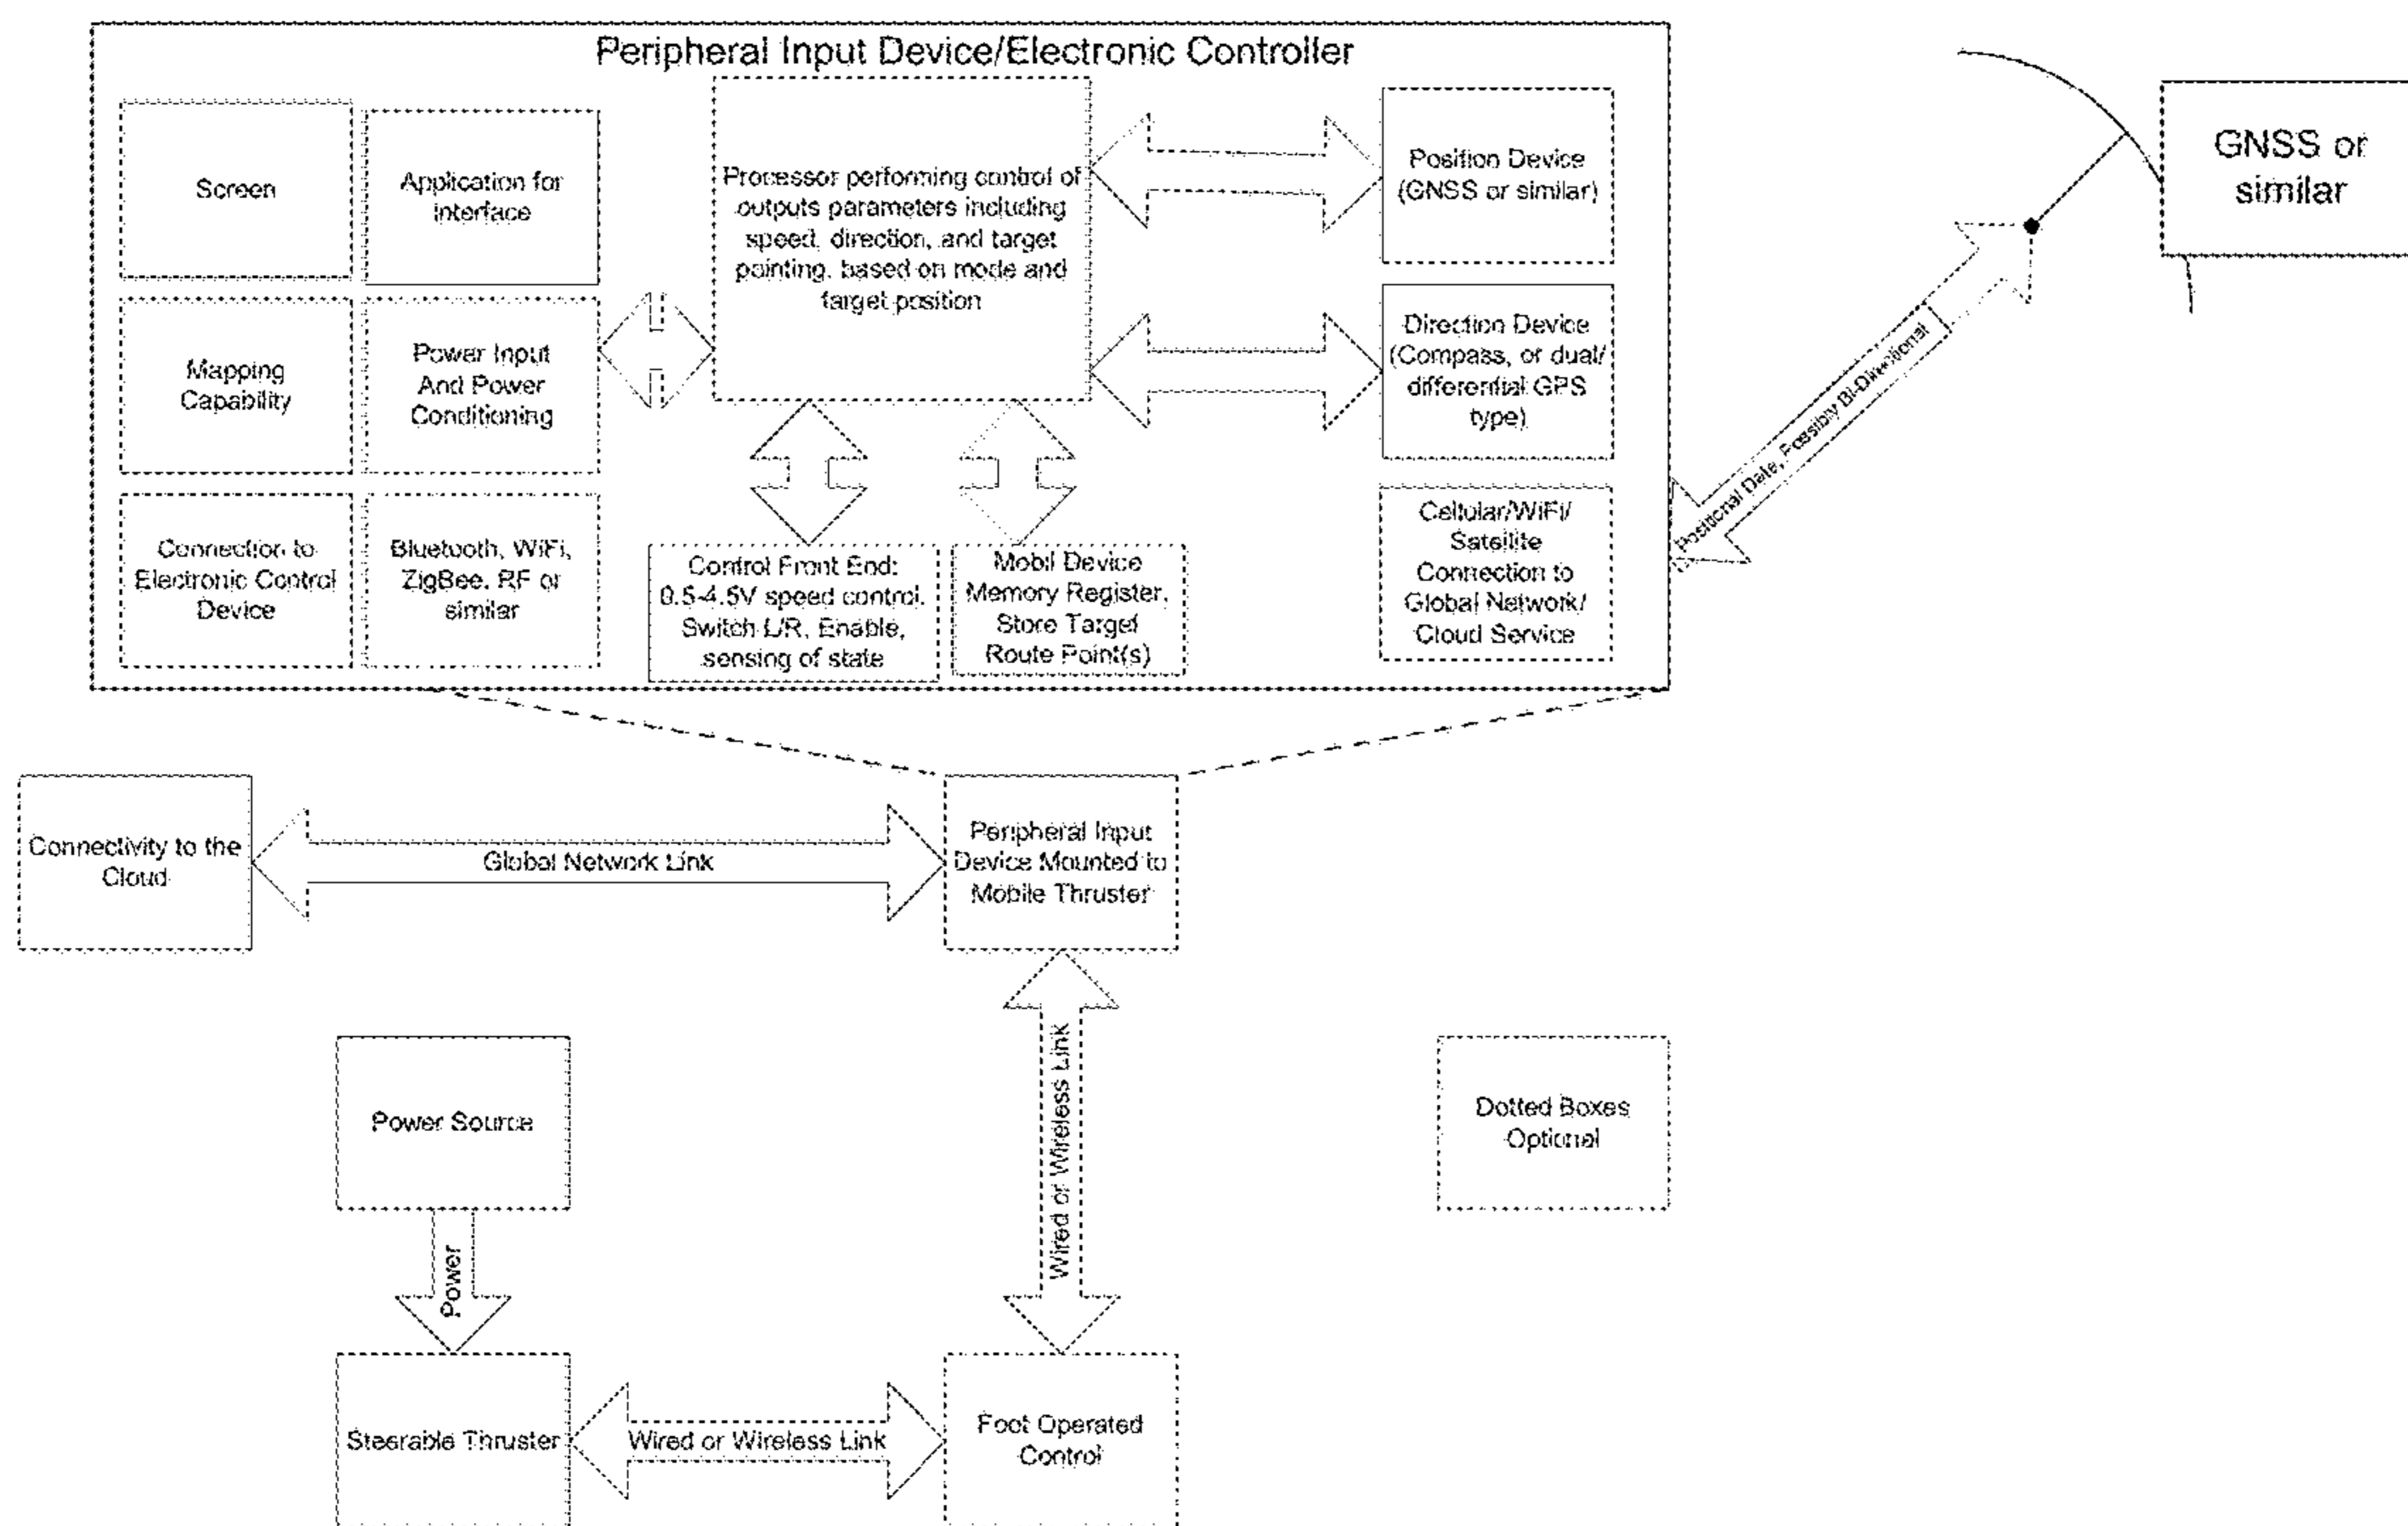 Peripheral Input Device/Electronic Controller
Screen
Application for
interface
Mapping
Capability
Power Input
And Power
Conditioning
Connection to
Electronic Control
Device
Bluetooth, WiFi,
ZigBee, RF or
similar
Processor performing control of
outputs parameters including
speed, direction, and target
pointing, based on mode and
target position
Control Front End:
0.5-4.5V speed control,
Switch L/R, Enable,
sensing of state
Mobil Device
Memory Register,
Store Target
Route Point(s)
Position Device
(GNSS or similar)
Direction Device
(Compass, or dual/
differential GPS
type)
Cellular/WiFi/
Satellite
Connection to
Global Network/
Cloud Service
Positional Date, Possibly Bi-Directional
GNSS or
similar
Connectivity to the
Cloud
Global Network Link
Peripheral Input
Device Mounted to
Mobile Thruster
Power Source
Power
Wired or Wireless Link
Dotted Boxes
Optional
Steerable Thruster
Wired or Wireless Link
Foot Operated
Control